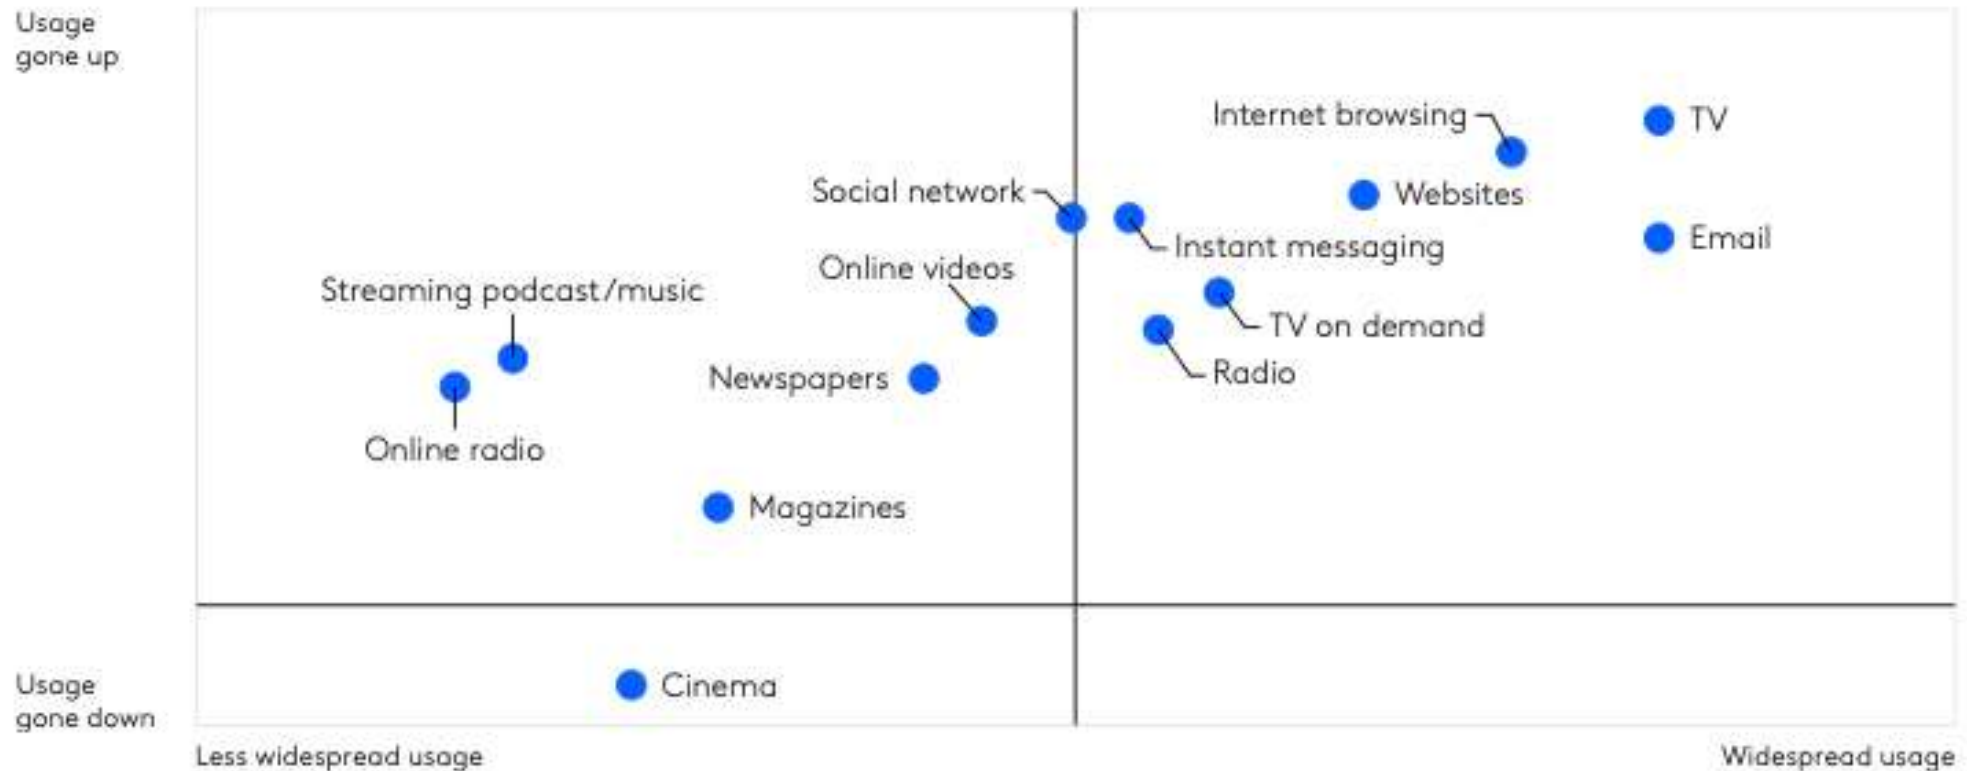 Usage
gone up
Internet browsing
TV
Social network
Websites
Instant messaging
Email
Online videos
Streaming podcast/music
TV on demand
Newspapers
Radio
Online radio
Magazines
Usage
gone down
Cinema
Less widespread usage
Widespread usage